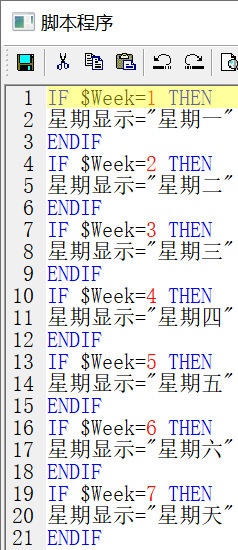 脚本程序
1 IF $Week=1 THEN
2 星期显示="星期一"
3 ENDIF
4 IF $Week=2 THEN
5 星期显示="星期二"
6 ENDIF
7 IF $Week=3 THEN
8 星期显示="星期三"
9 ENDIF
10 IF $Week=4 THEN
11 星期显示="星期四"
12 ENDIF
13 IF $Week=5 THEN
14 星期显示="星期五"
15 ENDIF
16 IF $Week=6 THEN
17 星期显示="星期六"
18 ENDIF
19 IF $Week=7 THEN
20 星期显示="星期天"
21 ENDIF